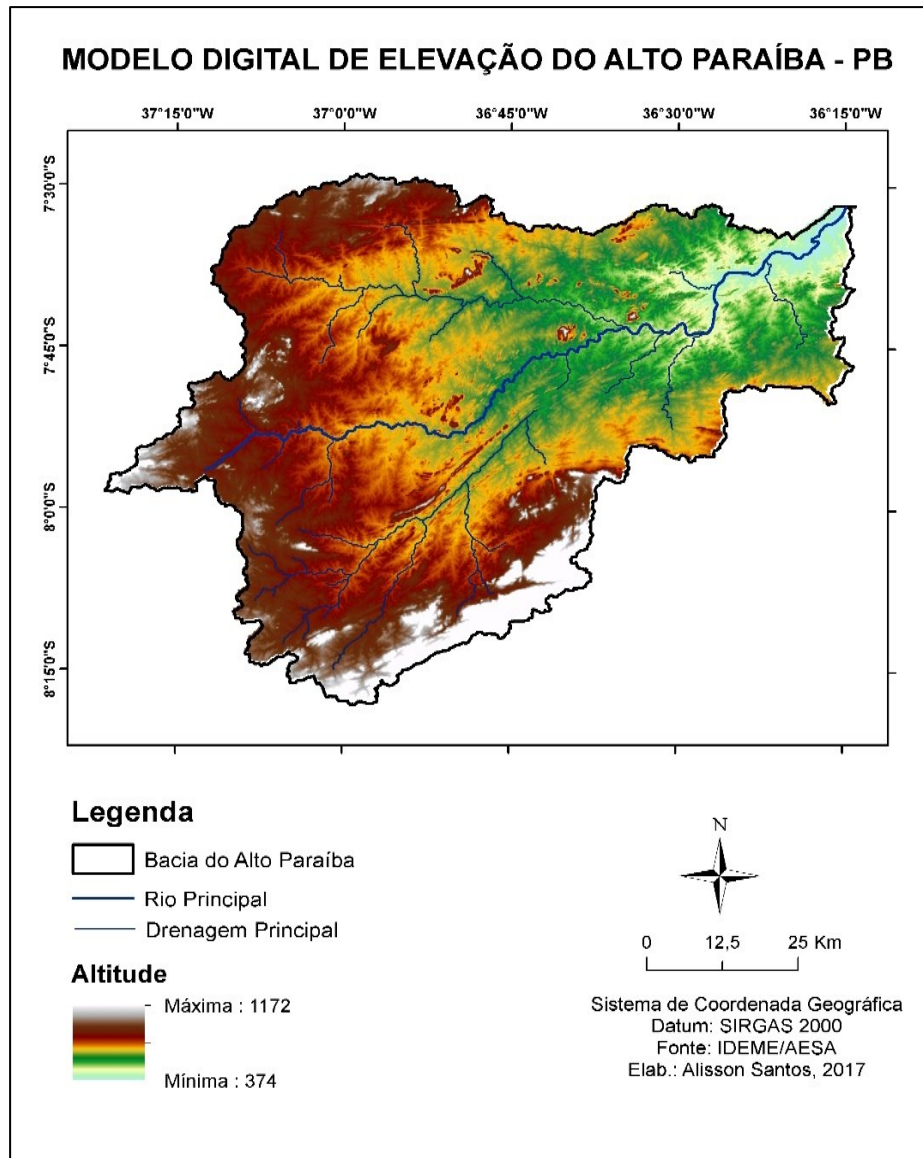 MODELO DIGITAL DE ELEVAÇÃO DO ALTO PARAÍBA - PB
37°15'0"W 37°0'0"W 36°45'0"W 36°30'0"W 36°15'0"W
7°30'0"S
7°45'0"S
8°0'0"S
8°15'0"S
Legenda
Bacia do Alto Paraíba
Rio Principal
Drenagem Principal
Altitude
Máxima : 1172
Mínima : 374
N
0 12,5 25 Km
Sistema de Coordenada Geográfica
Datum: SIRGAS 2000
Fonte: IDEME/AESA
Elab.: Alisson Santos, 2017